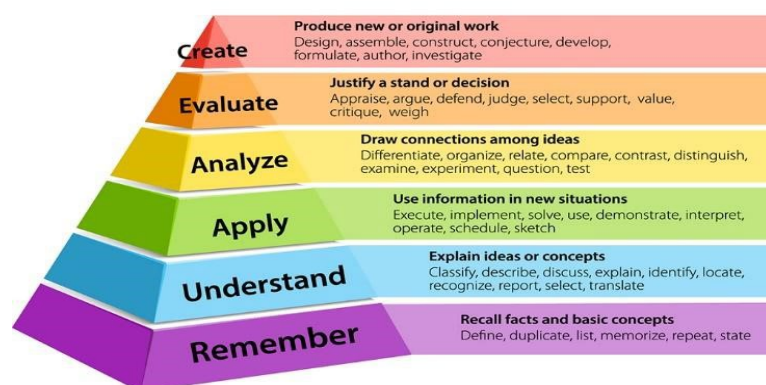 Create
Produce new or original work
Design, assemble, construct, conjecture, develop,
formulate, author, investigate
Evaluate
Justify a stand or decision
Appraise, argue, defend, judge, select, support, value,
critique, weigh
Analyze
Draw connections among ideas
Differentiate, organize, relate, compare, contrast, distinguish,
examine, experiment, question, test
Apply
Use information in new situations
Execute, implement, solve, use, demonstrate, interpret,
operate, schedule, sketch
Understand
Explain ideas or concepts
Classify, describe, discuss, explain, identify, locate,
recognize, report, select, translate
Remember
Recall facts and basic concepts
Define, duplicate, list, memorize, repeat, state